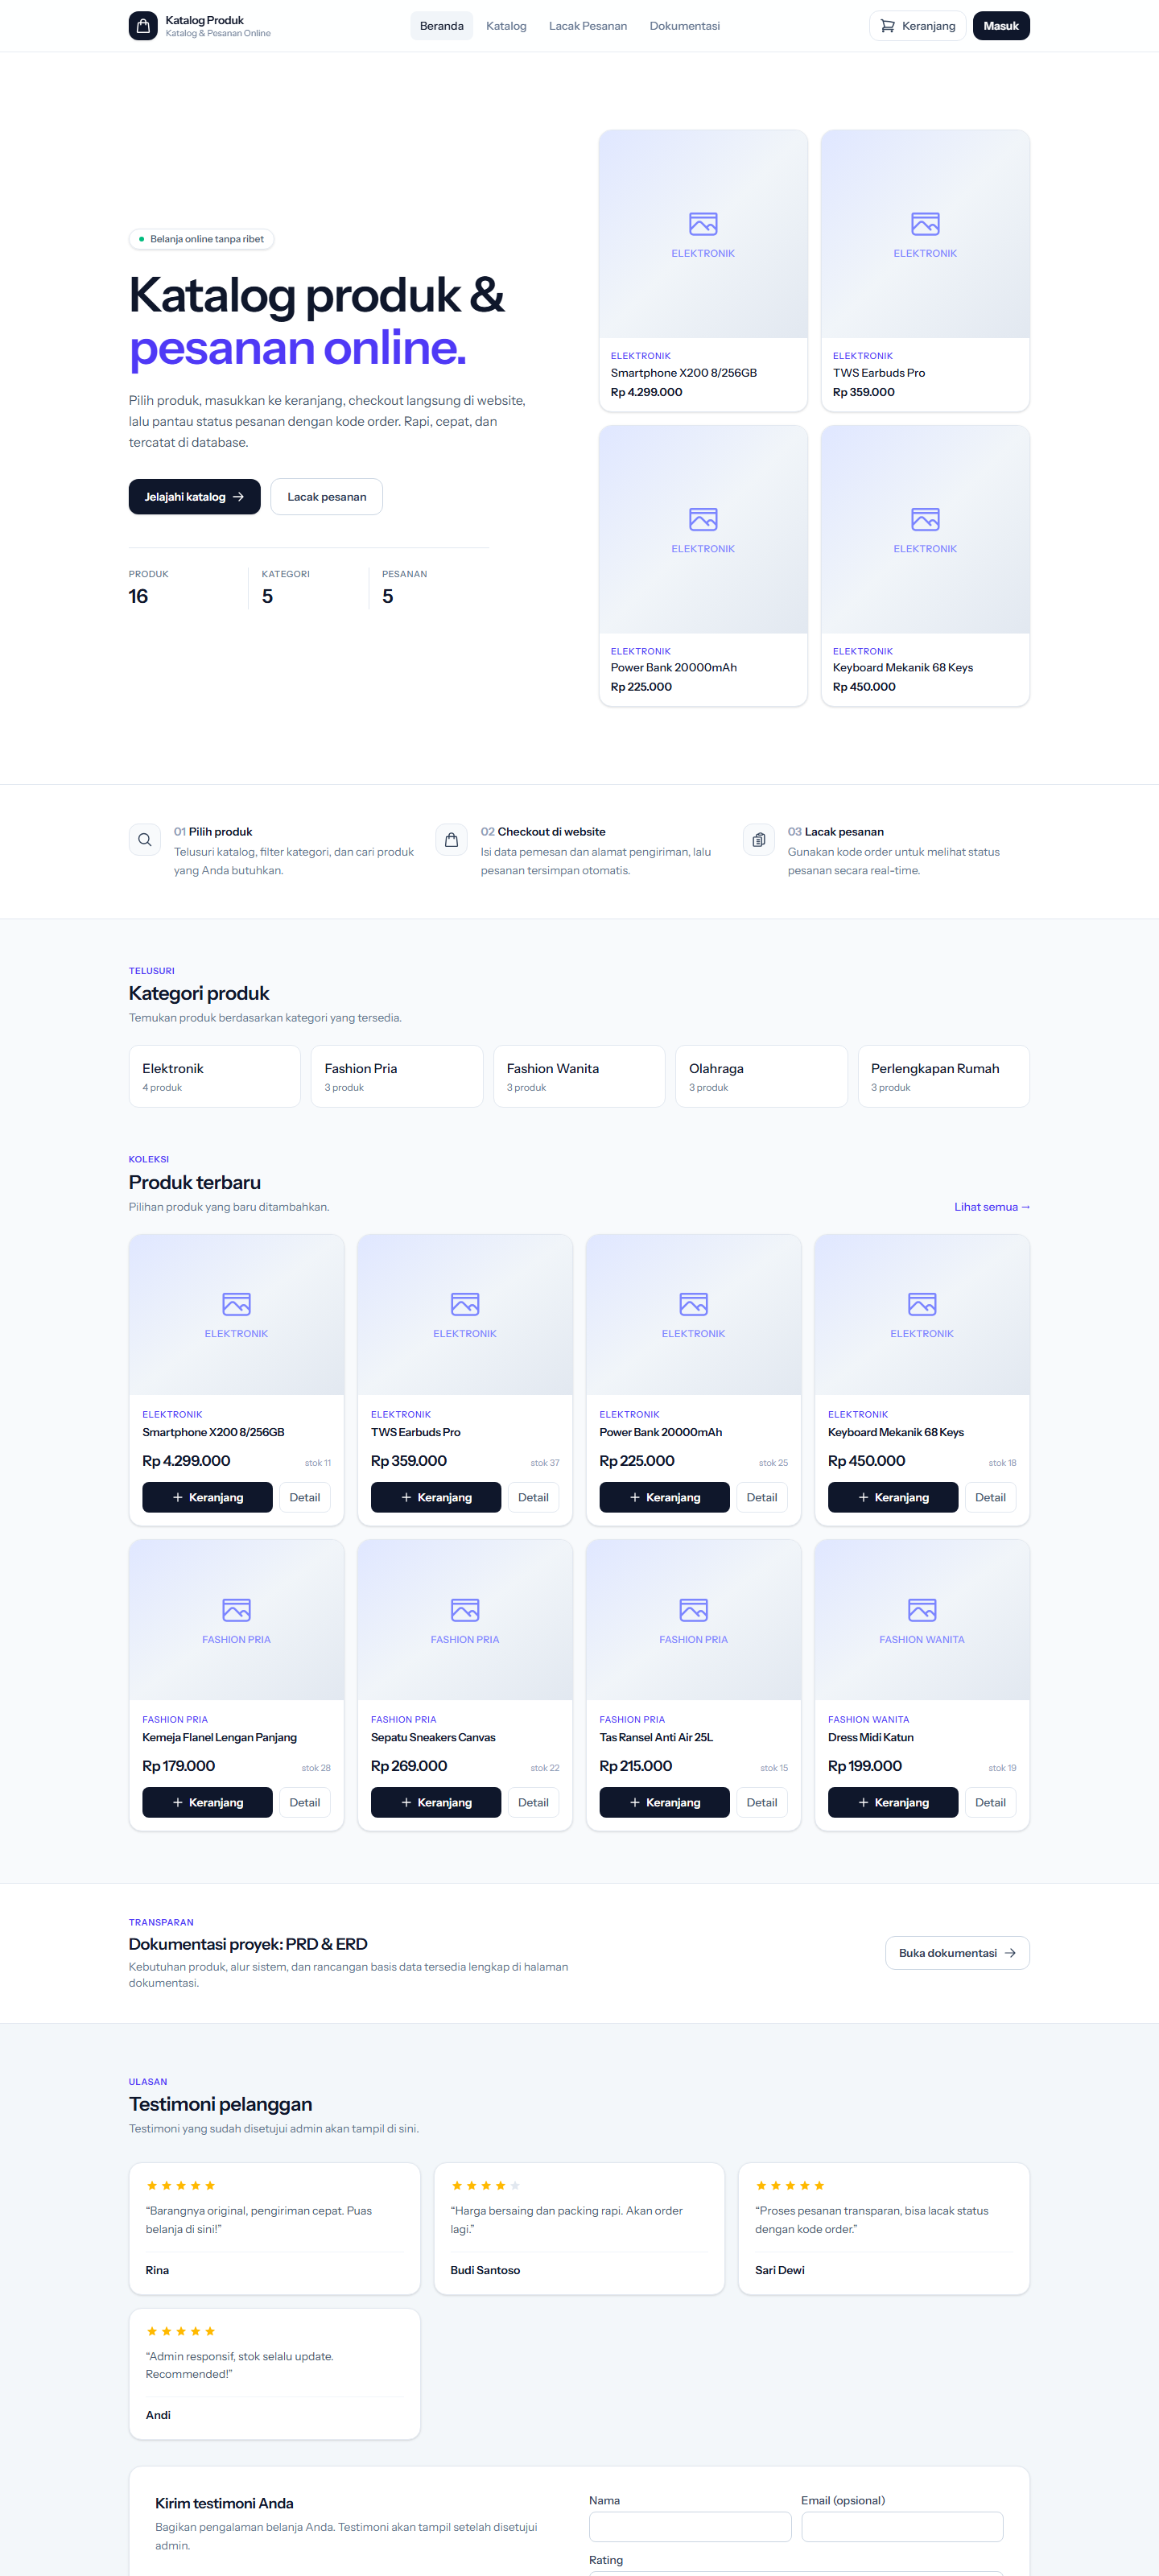 Katalog Produk
Katalog & Pesanan Online
Beranda
Katalog
Lacak Pesanan
Dokumentasi
Keranjang
Masuk
Belanja online tanpa ribet
Katalog produk &
pesanan online.
Pilih produk, masukkan ke keranjang, checkout langsung di website,
lalu pantau status pesanan dengan kode order. Rapi, cepat, dan
tercatat di database.
Jelajahi katalog →
Lacak pesanan
PRODUK
16
KATEGORI
5
PESANAN
5
ELEKTRONIK
ELEKTRONIK
Smartphone X200 8/256GB
Rp 4.299.000
ELEKTRONIK
ELEKTRONIK
TWS Earbuds Pro
Rp 359.000
ELEKTRONIK
ELEKTRONIK
Power Bank 20000mAh
Rp 225.000
ELEKTRONIK
ELEKTRONIK
Keyboard Mekanik 68 Keys
Rp 450.000
01 Pilih produk
Telusuri katalog, filter kategori, dan cari produk
yang Anda butuhkan.
02 Checkout di website
Isi data pemesan dan alamat pengiriman, lalu
pesanan tersimpan otomatis.
03 Lacak pesanan
Gunakan kode order untuk melihat status
pesanan secara real-time.
TELUSURI
Kategori produk
Temukan produk berdasarkan kategori yang tersedia.
Elektronik
4 produk
Fashion Pria
3 produk
Fashion Wanita
3 produk
Olahraga
3 produk
Perlengkapan Rumah
3 produk
KOLEKSI
Produk terbaru
Pilihan produk yang baru ditambahkan.
Lihat semua →
ELEKTRONIK
ELEKTRONIK
Smartphone X200 8/256GB
Rp 4.299.000
stok 11
+ Keranjang
Detail
ELEKTRONIK
ELEKTRONIK
TWS Earbuds Pro
Rp 359.000
stok 37
+ Keranjang
Detail
ELEKTRONIK
ELEKTRONIK
Power Bank 20000mAh
Rp 225.000
stok 25
+ Keranjang
Detail
ELEKTRONIK
ELEKTRONIK
Keyboard Mekanik 68 Keys
Rp 450.000
stok 18
+ Keranjang
Detail
FASHION PRIA
FASHION PRIA
Kemeja Flanel Lengan Panjang
Rp 179.000
stok 28
+ Keranjang
Detail
FASHION PRIA
FASHION PRIA
Sepatu Sneakers Canvas
Rp 269.000
stok 22
+ Keranjang
Detail
FASHION PRIA
FASHION PRIA
Tas Ransel Anti Air 25L
Rp 215.000
stok 15
+ Keranjang
Detail
FASHION WANITA
FASHION WANITA
Dress Midi Katun
Rp 199.000
stok 19
+ Keranjang
Detail
TRANSPARAN
Dokumentasi proyek: PRD & ERD
Kebutuhan produk, alur sistem, dan rancangan basis data tersedia lengkap di halaman
dokumentasi.
Buka dokumentasi →
ULASAN
Testimoni pelanggan
Testimoni yang sudah disetujui admin akan tampil di sini.
“Barangnya original, pengiriman cepat. Puas
belanja di sini!”
Rina
“Harga bersaing dan packing rapi. Akan order
lagi.”
Budi Santoso
“Proses pesanan transparan, bisa lacak status
dengan kode order.”
Sari Dewi
“Admin responsif, stok selalu update.
Recommended!”
Andi
Kirim testimoni Anda
Bagikan pengalaman belanja Anda. Testimoni akan tampil setelah disetujui
admin.
Nama
Email (opsional)
Rating